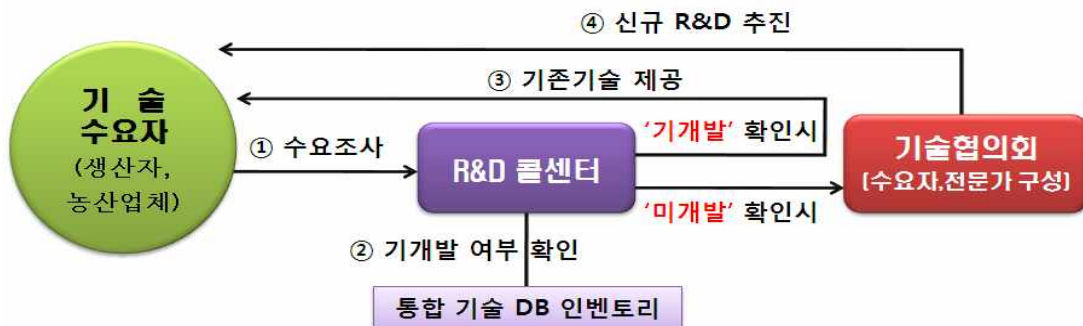 ④ 신규 R&D 추진
③ 기존기술 제공
기 술
수요자
(생산자,
농산업체)
① 수요조사
R&D 콜센터
‘기개발’ 확인시
‘미개발’ 확인시
기술협의회
(수요자,전문가 구성)
② 기개발 여부 확인
통합 기술 DB 인벤토리